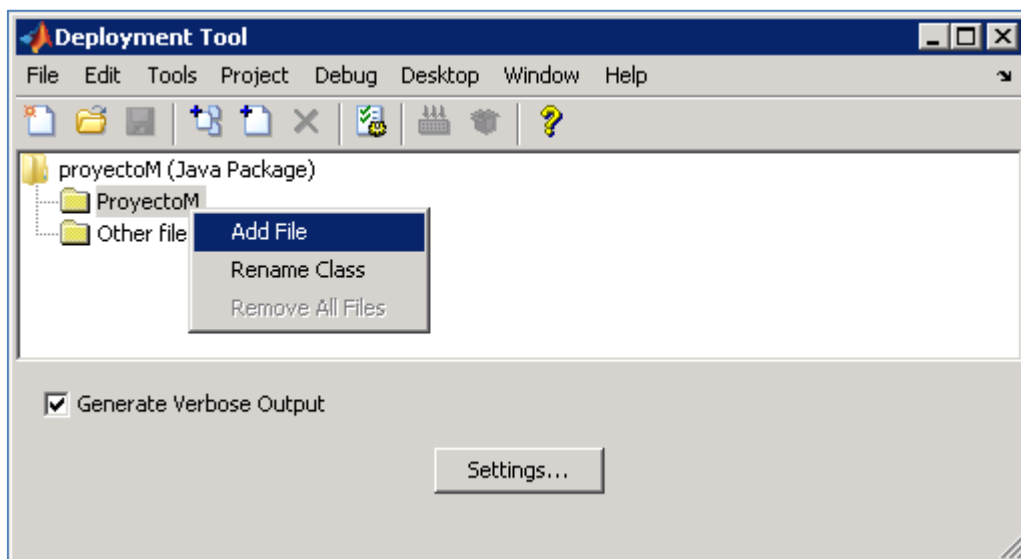 Deployment Tool
File Edit Tools Project Debug Desktop Window Help
proyectoM (Java Package)
ProyectoM
Other file
Add File
Rename Class
Remove All Files
Generate Verbose Output
Settings...